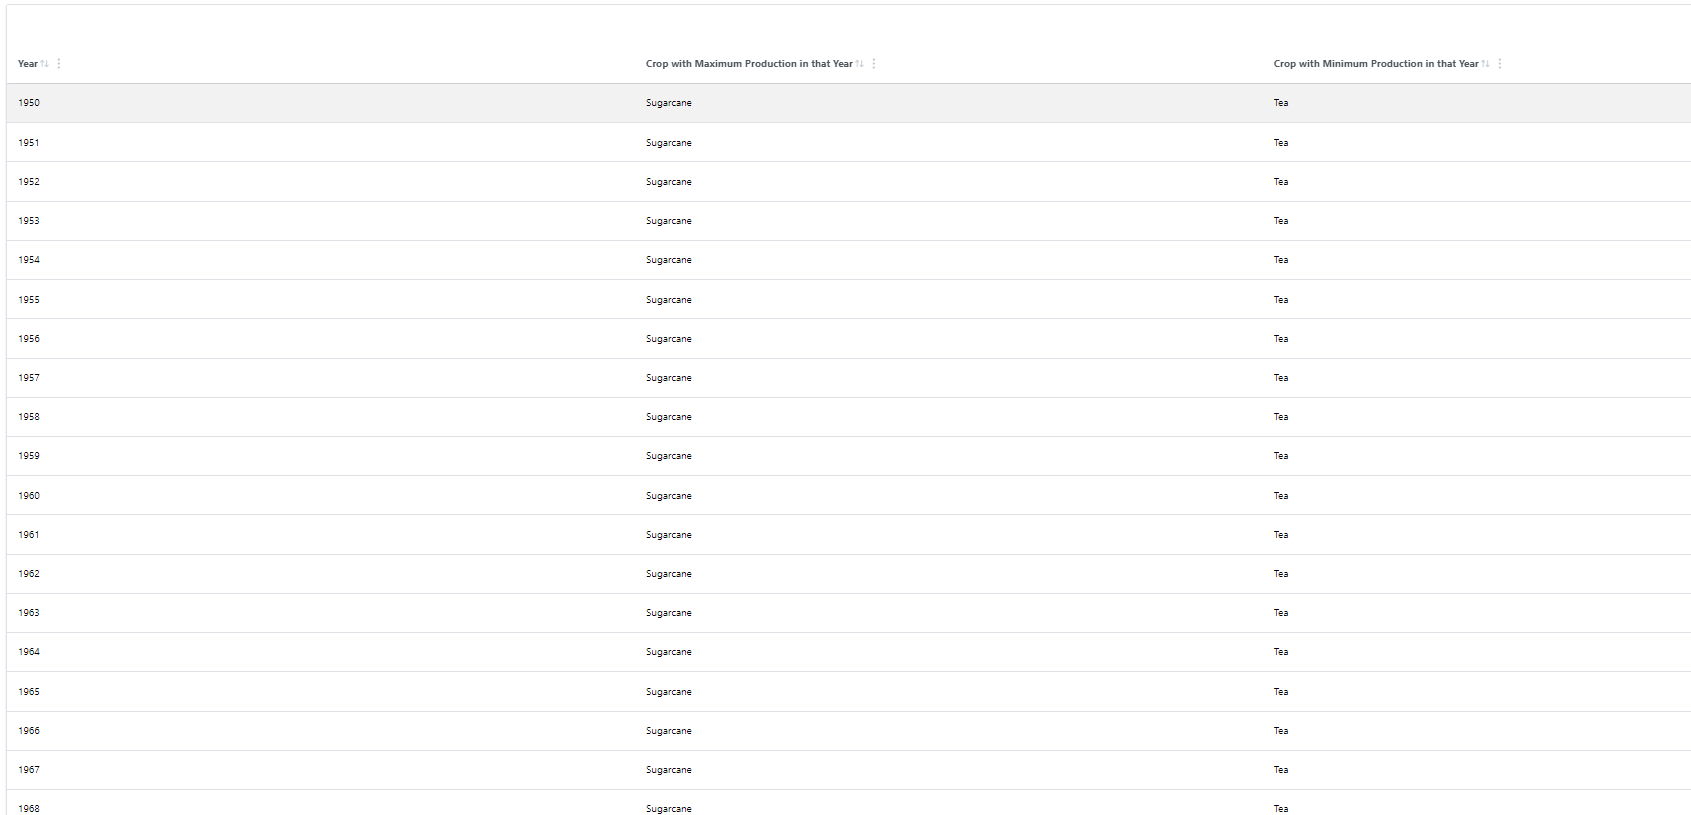 Year Crop with Maximum Production in that Year Crop with Minimum Production in that Year
1950 Sugarcane Tea
1951 Sugarcane Tea
1952 Sugarcane Tea
1953 Sugarcane Tea
1954 Sugarcane Tea
1955 Sugarcane Tea
1956 Sugarcane Tea
1957 Sugarcane Tea
1958 Sugarcane Tea
1959 Sugarcane Tea
1960 Sugarcane Tea
1961 Sugarcane Tea
1962 Sugarcane Tea
1963 Sugarcane Tea
1964 Sugarcane Tea
1965 Sugarcane Tea
1966 Sugarcane Tea
1967 Sugarcane Tea
1968 Sugarcane Tea